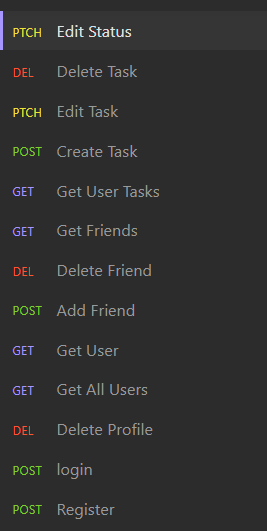 PTCH Edit Status
DEL Delete Task
PTCH Edit Task
POST Create Task
GET Get User Tasks
GET Get Friends
DEL Delete Friend
POST Add Friend
GET Get User
GET Get All Users
DEL Delete Profile
POST login
POST Register